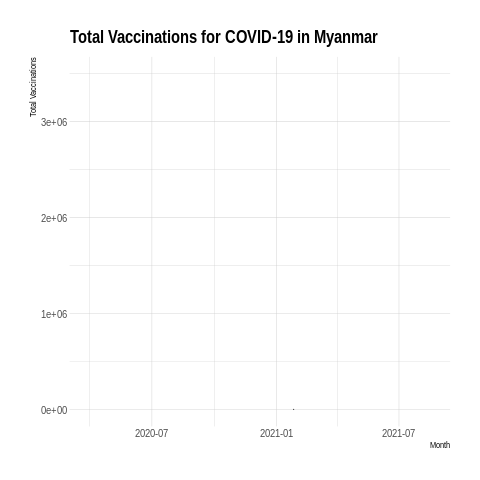 Total Vaccinations for COVID-19 in Myanmar
Total Vaccinations
3e+06
2e+06
1e+06
0e+00
2020-07 2021-01 2021-07
Month